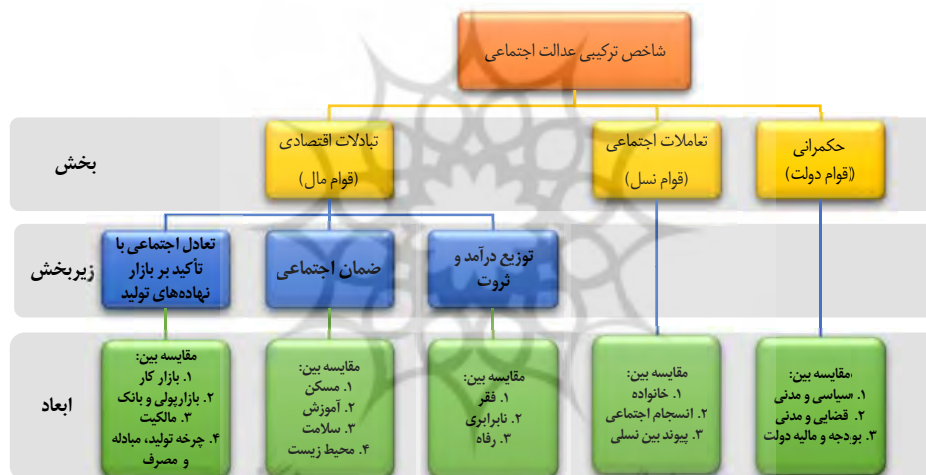 شاخص ترکیبی عدالت اجتماعی
بخش
حکمرانی
(قوام دولت)
تعاملات اجتماعی
(قوام نسل)
تبادلات اقتصادی
(قوام مال)
زیربخش
توزیع درآمد و
ثروت
ضمان اجتماعی
تعادل اجتماعی با
تأکید بر بازار
نهاده‌های تولید
ابعاد
مقایسه بین:
۱. سیاسی و مدنی
۲. قضایی و مدنی
۳. بودجه و مالیه دولت
مقایسه بین:
۱. خانواده
۲. انسجام اجتماعی
۳. پیوند بین نسلی
مقایسه بین:
۱. فقر
۲. نابرابری
۳. رفاه
مقایسه بین:
۱. مسکن
۲. آموزش
۳. سلامت
۴. محیط زیست
مقایسه بین:
۱. بازار کار
۲. بازارپولی و بانک
۳. مالکیت
۴. چرخه تولید، مبادله
و مصرف